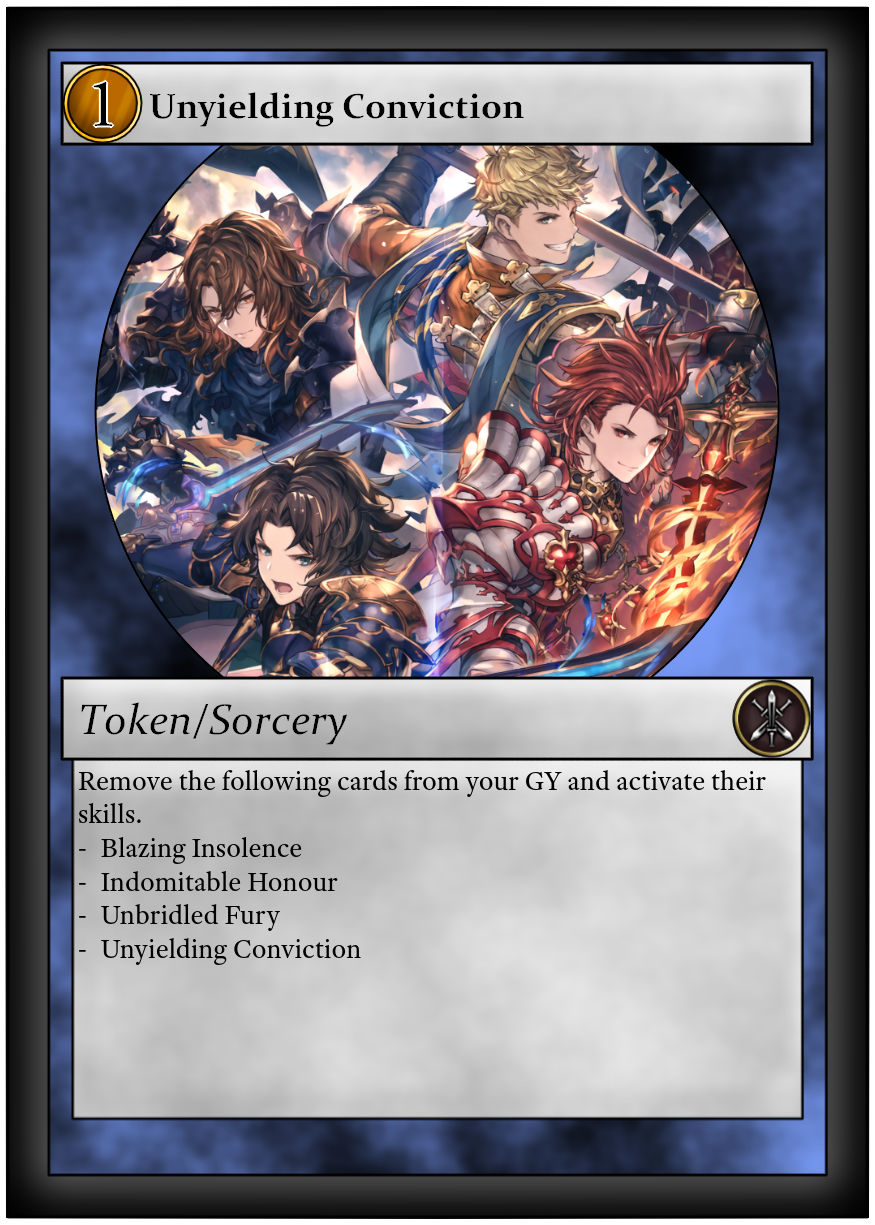 1 Unyielding Conviction
Token/Sorcery
Remove the following cards from your GY and activate their
skills.
- Blazing Insolence
- Indomitable Honour
- Unbridled Fury
- Unyielding Conviction